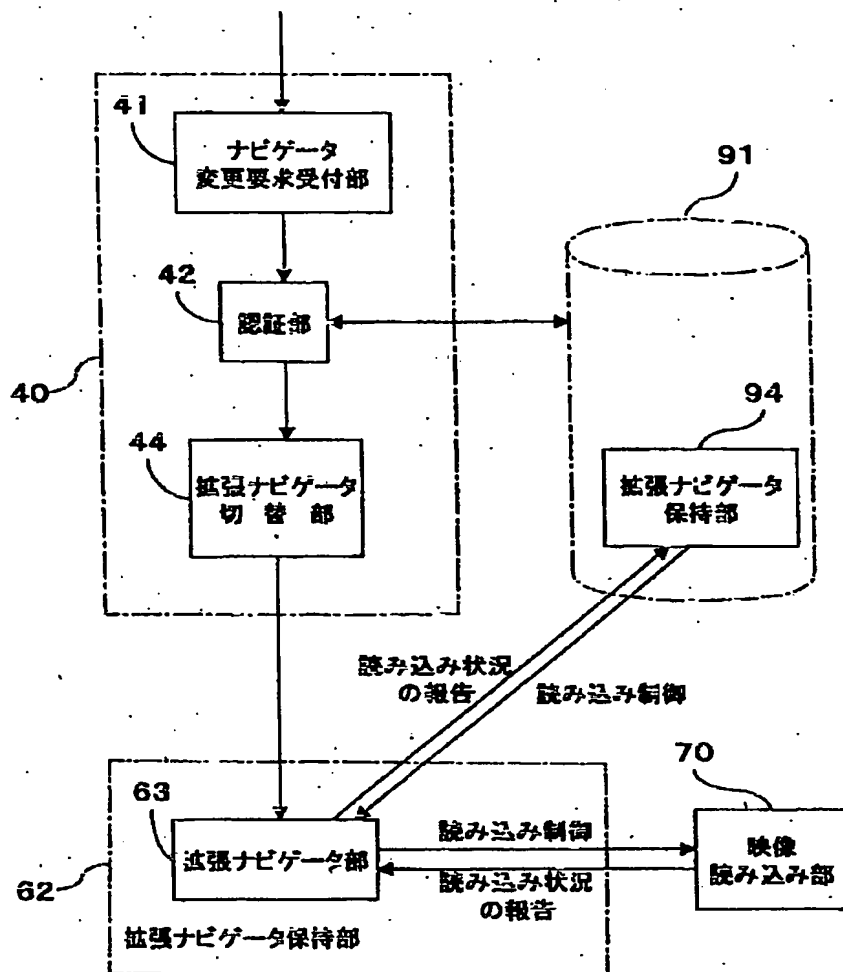 41
ナビゲータ
変更要求受付部
91
42
認証部
40
94
44
拡張ナビゲータ
切替部
拡張ナビゲータ
保持部
読み込み状況
の報告
読み込み制御
70
63
拡張ナビゲータ部
読み込み制御
映像
読み込み部
読み込み状況
の報告
62
拡張ナビゲータ保持部